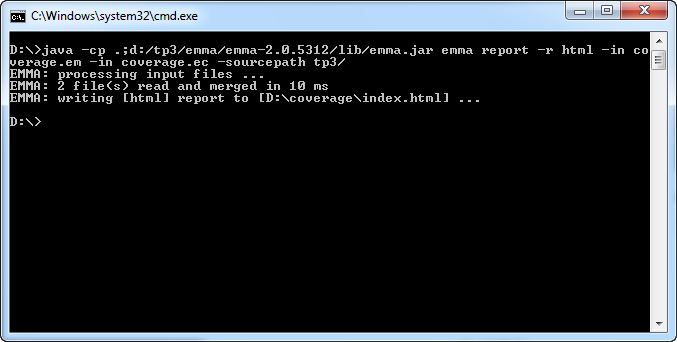 C:\Windows\system32\cmd.exe
D:\>java -cp .;d:/tp3/emma/emma-2.0.5312/lib/emma.jar emma report -r html -in co
verage.em -in coverage.ec -sourcepath tp3/
EMMA: processing input files ...
EMMA: 2 file(s) read and merged in 10 ms
EMMA: writing [html] report to [D:\coverage\index.html] ...
D:\>